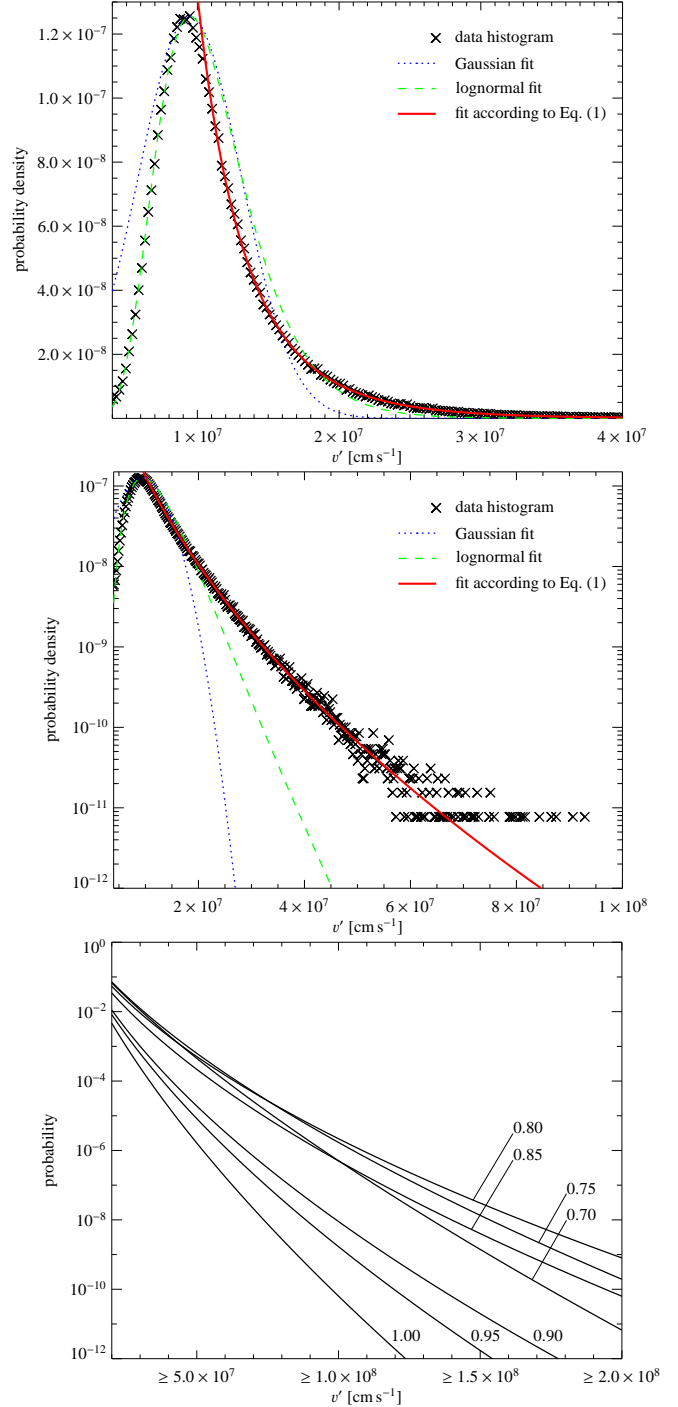 1.2 × 10⁻⁷
1.0 × 10⁻⁷
8.0 × 10⁻⁸
6.0 × 10⁻⁸
4.0 × 10⁻⁸
2.0 × 10⁻⁸
probability density
data histogram
Gaussian fit
lognormal fit
fit according to Eq. (1)
1 × 10⁷
2 × 10⁷
3 × 10⁷
4 × 10⁷
v′ [cm s⁻¹]
10⁻⁷
10⁻⁸
10⁻⁹
10⁻¹⁰
10⁻¹¹
10⁻¹²
probability density
data histogram
Gaussian fit
lognormal fit
fit according to Eq. (1)
2 × 10⁷
4 × 10⁷
6 × 10⁷
8 × 10⁷
1 × 10⁸
v′ [cm s⁻¹]
10⁰
10⁻²
10⁻⁴
10⁻⁶
10⁻⁸
10⁻¹⁰
10⁻¹²
probability
0.80
0.85
0.75
0.70
1.00
0.95
0.90
≥ 5.0 × 10⁷
≥ 1.0 × 10⁸
≥ 1.5 × 10⁸
≥ 2.0 × 10⁸
v′ [cm s⁻¹]